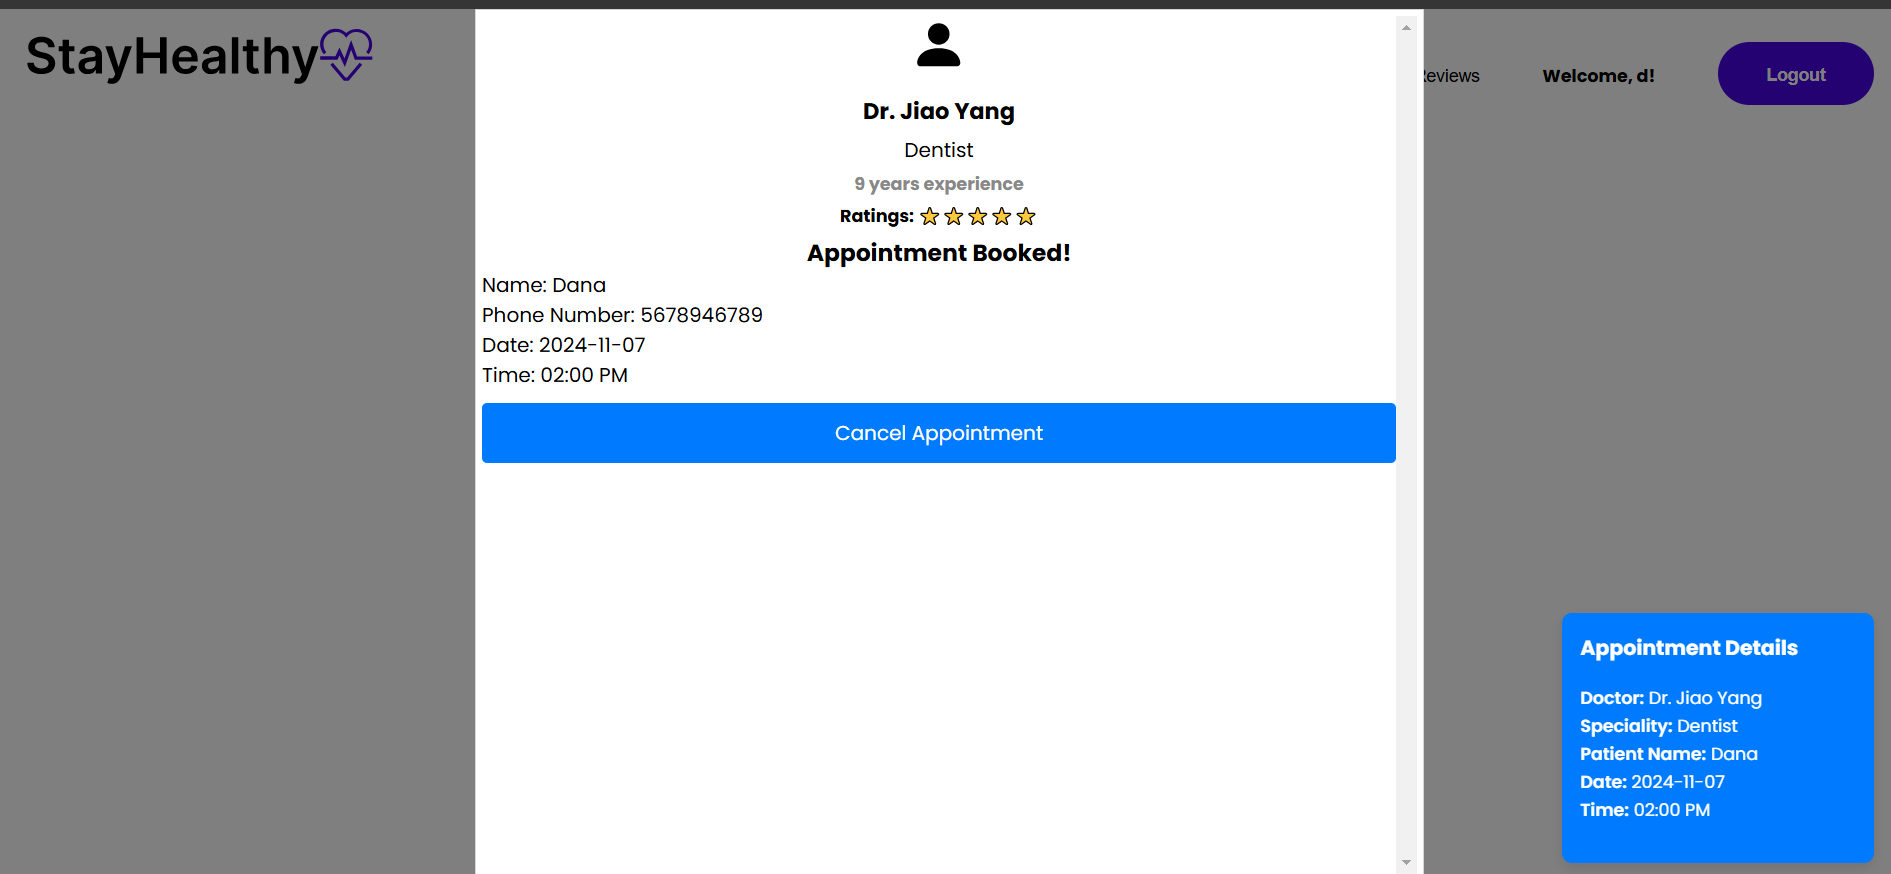 StayHealthy
Reviews
Welcome, d!
Logout
Dr. Jiao Yang
Dentist
9 years experience
Ratings:
Appointment Booked!
Name: Dana
Phone Number: 5678946789
Date: 2024-11-07
Time: 02:00 PM
Cancel Appointment
Appointment Details
Doctor: Dr. Jiao Yang
Speciality: Dentist
Patient Name: Dana
Date: 2024-11-07
Time: 02:00 PM